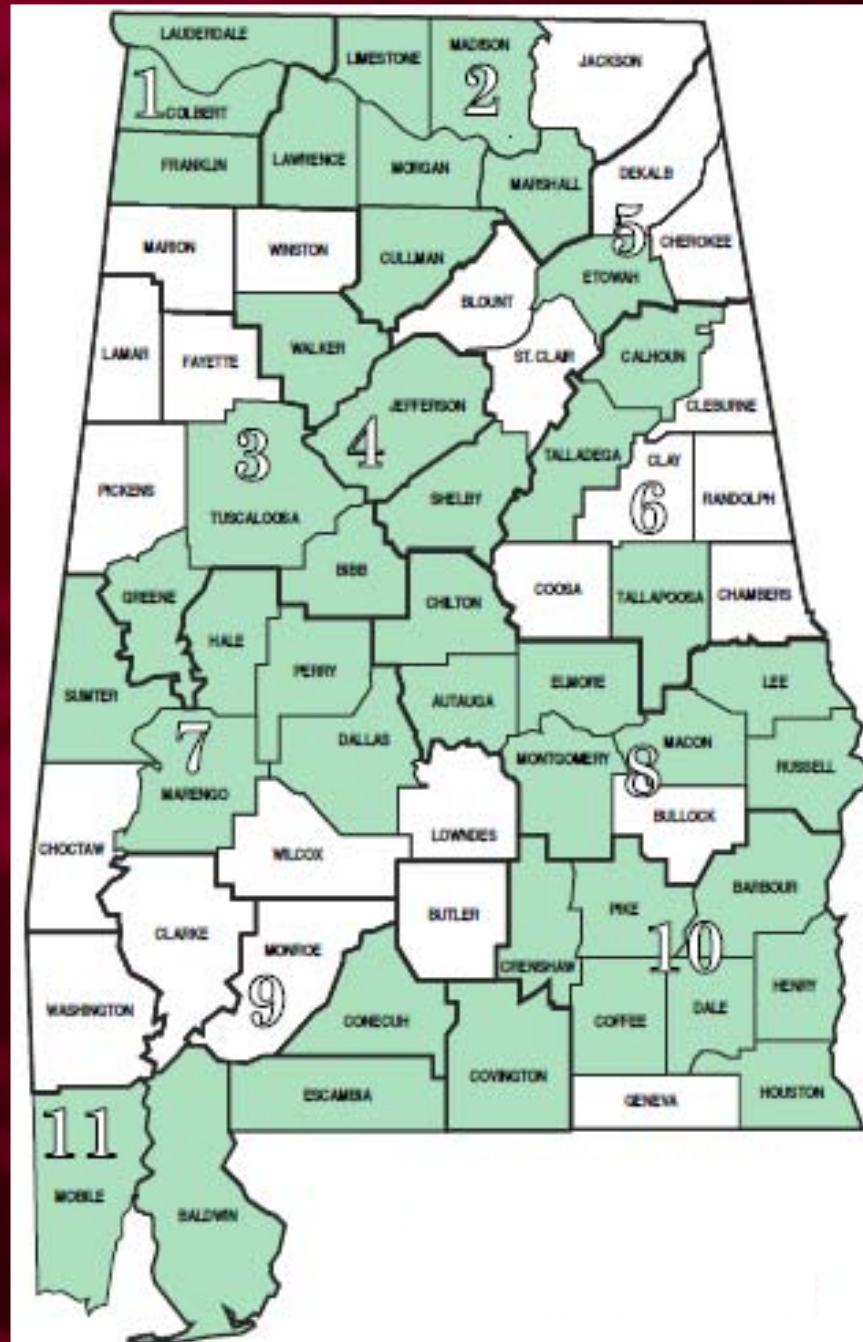 LAUDERDALE
LIMESTONE
MADISON
JACKSON
1
2
COLBERT
FRANKLIN
LAWRENCE
MORGAN
MARSHALL
DEKALB
5
CHEROKEE
MARION
WINSTON
CULLMAN
ETOWAH
BLOUNT
LAMAR
FAYETTE
WALKER
ST. CLAIR
CALHOUN
JEFFERSON
CLEBURNE
3
4
PICKENS
TUSCALOOSA
SHELBY
TALLADEGA
CLAY
6
RANDOLPH
BIBB
GREENE
HALE
CHILTON
COOSA
TALLAPOOSA
CHAMBERS
PERRY
SUMTER
AUTAUGA
ELMORE
LEE
7
DALLAS
MONTGOMERY
MACON
8
RUSSELL
MARENGO
BULLOCK
CHOCTAW
LOWNDES
WILCOX
BARBOUR
CLARKE
BUTLER
PIKE
10
MONROE
CRENSHAW
WASHINGTON
9
CONECUH
COFFEE
DALE
HENRY
COVINGTON
ESCAMBIA
GENEVA
HOUSTON
11
MOBILE
BALDWIN